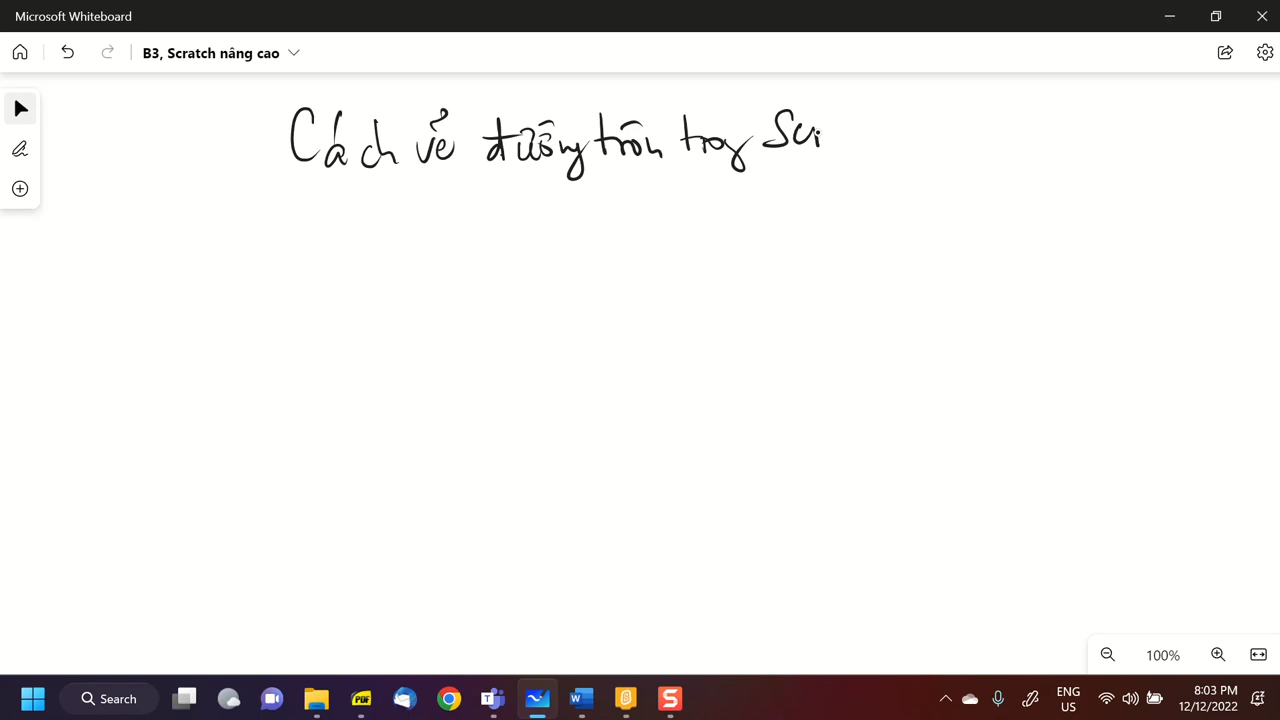 Microsoft Whiteboard
B3, Scratch nâng cao
Cách vẽ đường tròn trong Scr
100%
Search
ENG
US
8:03 PM
12/12/2022